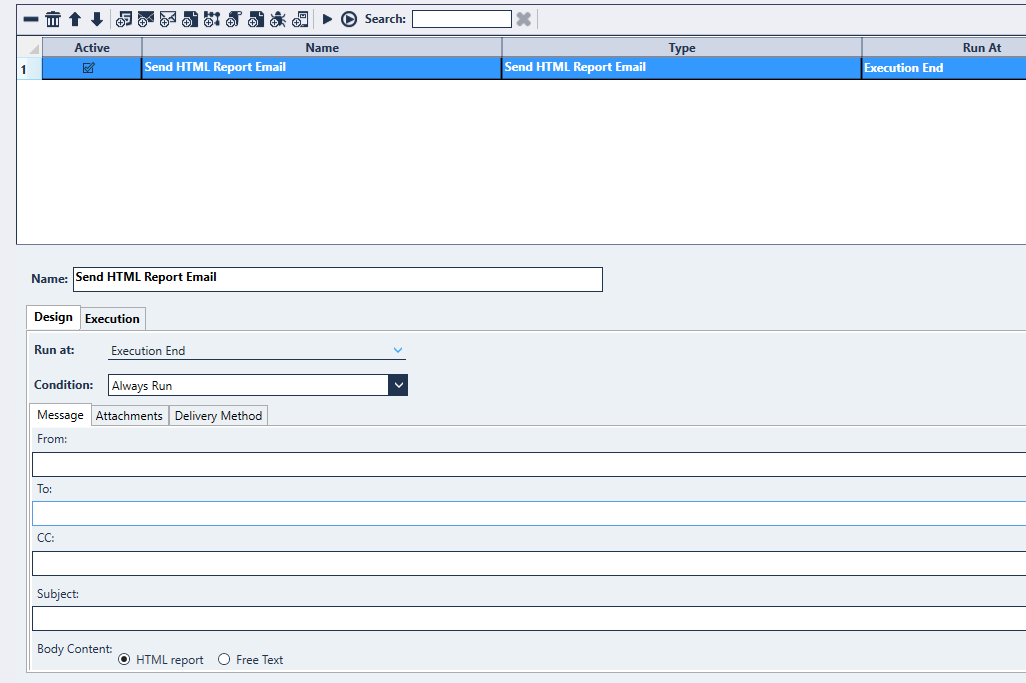 Search:
Active Name Type Run At
1 Send HTML Report Email Send HTML Report Email Execution End
Name: Send HTML Report Email
Design Execution
Run at: Execution End
Condition: Always Run
Message Attachments Delivery Method
From:
To:
CC:
Subject:
Body Content: HTML report Free Text